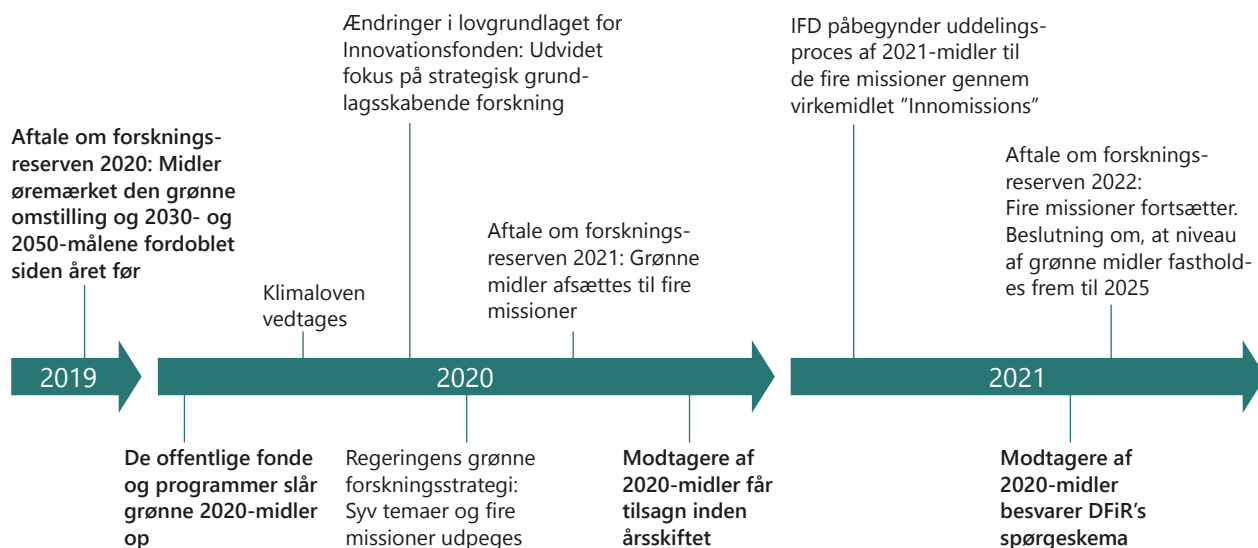 Ændringer i lovgrundlaget for
Innovationsfonden: Udvidet
fokus på strategisk grund-
lagsskabende forskning
IFD påbegynder uddelings-
proces af 2021-midler til
de fire missioner gennem
virkemidlet ”Innomissions”
Aftale om forsknings-
reserven 2020: Midler
øremærket den grønne
omstilling og 2030- og
2050-målene fordoblet
siden året før
Aftale om forsknings-
reserven 2022:
Fire missioner fortsætter.
Beslutning om, at niveau
af grønne midler fasthold-
es frem til 2025
Aftale om forsknings-
reserven 2021: Grønne
midler afsættes til fire
missioner
Klimaloven
vedtages
2019
2020
2021
De offentlige fonde
og programmer slår
grønne 2020-midler
op
Regeringens grønne
forskningsstrategi:
Syv temaer og fire
missioner udpeges
Modtagere af
2020-midler får
tilsagn inden
årsskiftet
Modtagere af
2020-midler
besvarer DFiR’s
spørgeskema